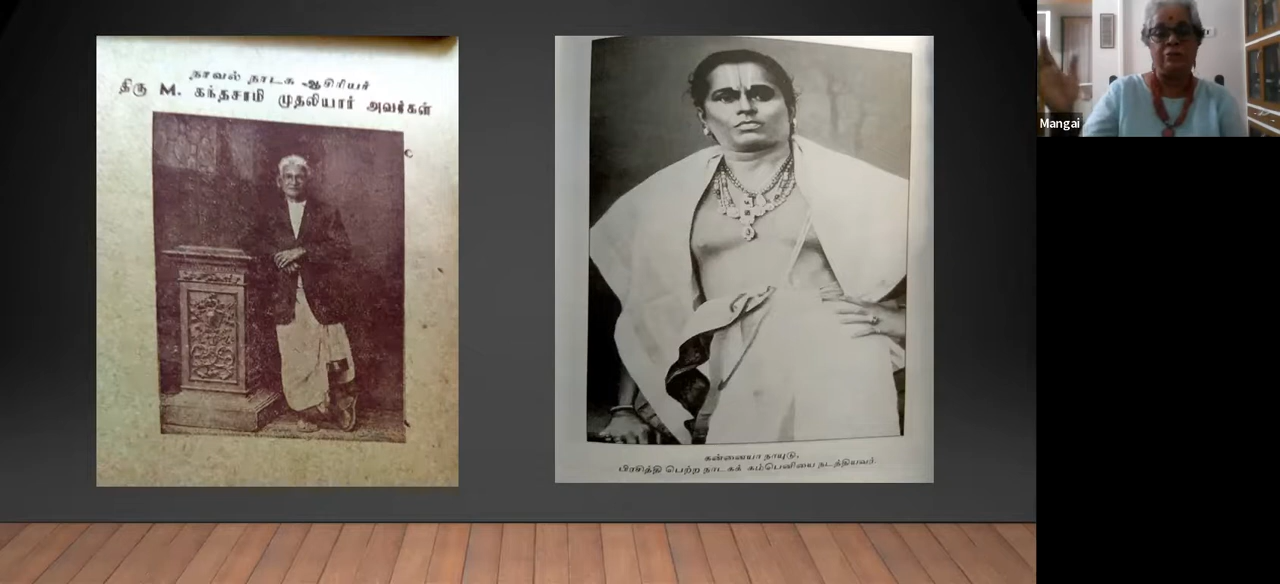 நாவல் நாடக ஆசிரியர்
திரு M. கந்தசாமி முதலியார் அவர்கள்
கன்னையா நாயுடு,
பிரசித்தி பெற்ற நாடகக் கம்பெனியை நடத்தியவர்.
Mangai